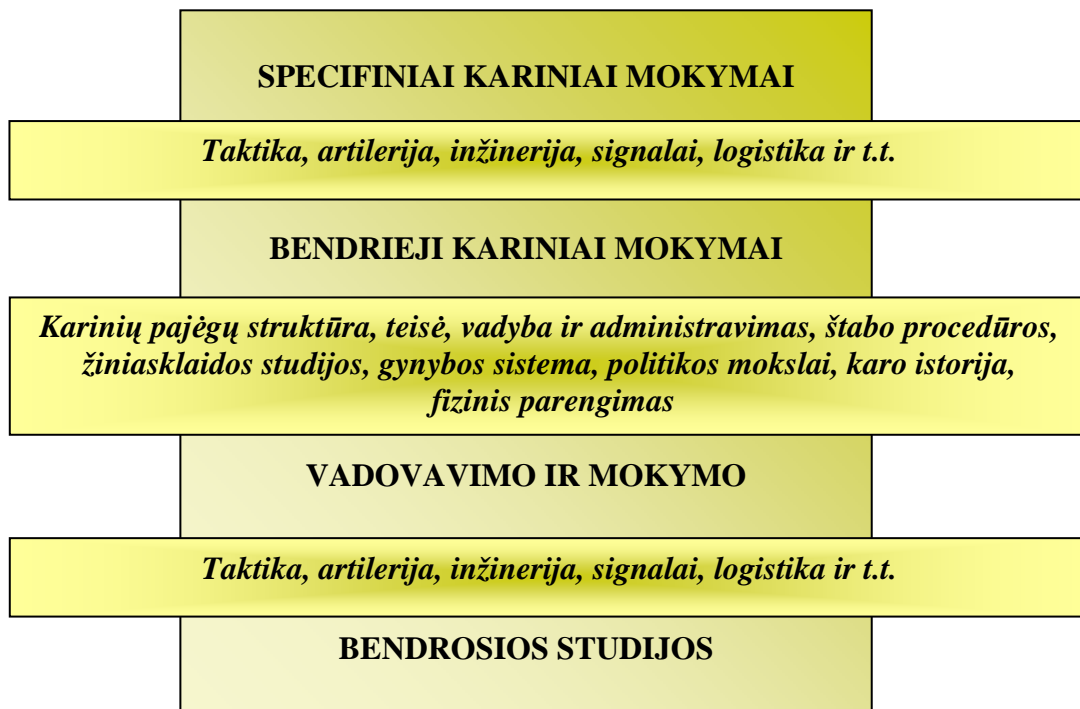 SPECIFINIAI KARINIAI MOKYMAI
Taktika, artilerija, inžinerija, signalai, logistika ir t.t.
BENDRIEJI KARINIAI MOKYMAI
Karinių pajėgų struktūra, teisė, vadyba ir administravimas, štabo procedūros,
žiniasklaidos studijos, gynybos sistema, politikos mokslai, karo istorija,
fizinis parengimas
VADOVAVIMO IR MOKYMO
Taktika, artilerija, inžinerija, signalai, logistika ir t.t.
BENDROSIOS STUDIJOS